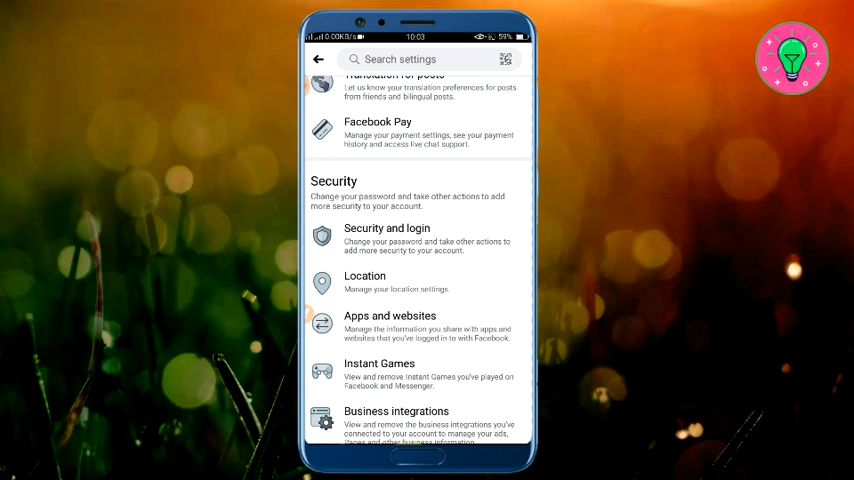 0.00KB/s
10:03
59%
Search settings
Translation for posts
Let us know your translation preferences for posts
from friends and bilingual posts.
Facebook Pay
Manage your payment settings, see your payment
history and access live chat support.
Security
Change your password and take other actions to add
more security to your account.
Security and login
Change your password and take other actions to
add more security to your account.
Location
Manage your location settings.
Apps and websites
Manage the information you share with apps and
websites that you've logged in to with Facebook.
Instant Games
View and remove Instant Games you've played on
Facebook and Messenger.
Business integrations
View and remove the business integrations you've
connected to your account to manage your ads,
Pages and other business information.